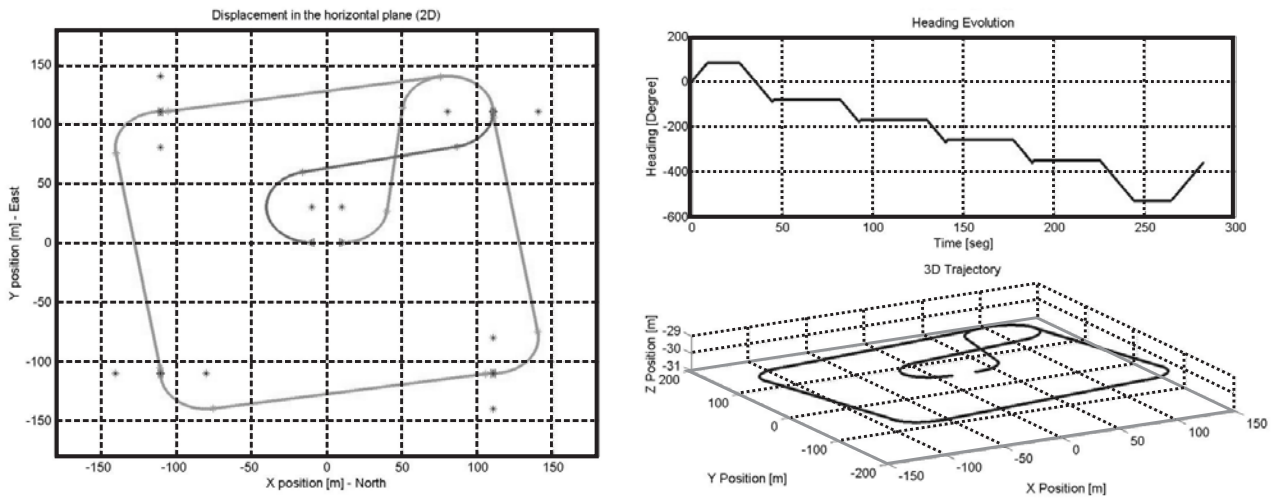 Displacement in the horizontal plane (2D)
150
100
50
0
-50
-100
-150
-150 -100 -50 0 50 100 150
Y position [m] - East
X position [m] - North
Heading Evolution
200
0
-200
-400
-600
0 50 100 150 200 250 300
Heading [Degree]
Time [seg]
3D Trajectory
-29
-30
-31
Z Position [m]
200
100
0
-100
-200
Y Position [m]
-150
-100
-50
0
50
100
150
X Position [m]